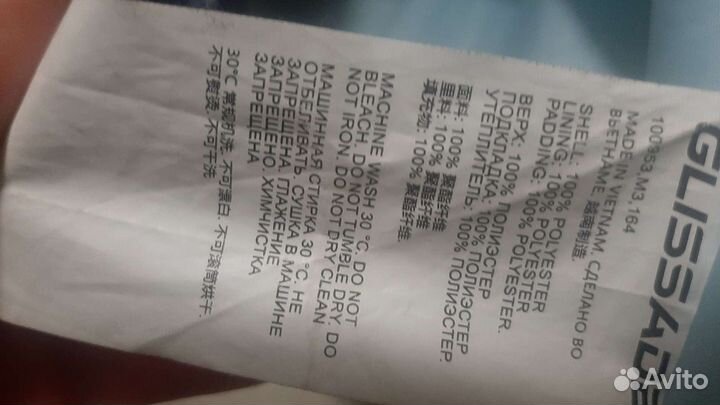 GLISSADE
100953,M3,164
MADE IN VIETNAM. СДЕЛАНО ВО
ВЬЕТНАМЕ. 越南制造.
SHELL: 100% POLYESTER
LINING: 100% POLYESTER
PADDING: 100% POLYESTER.
ВЕРХ: 100% ПОЛИЭСТЕР
ПОДКЛАДКА: 100% ПОЛИЭСТЕР
УТЕПЛИТЕЛЬ: 100% ПОЛИЭСТЕР.
面料: 100% 聚酯纤维
里料: 100% 聚酯纤维
填充物: 100% 聚酯纤维.
MACHINE WASH 30 °C. DO NOT
BLEACH. DO NOT TUMBLE DRY. DO
NOT IRON. DO NOT DRY CLEAN
МАШИННАЯ СТИРКА 30 °C. НЕ
ОТБЕЛИВАТЬ. СУШКА В МАШИНЕ
ЗАПРЕЩЕНА. ГЛАЖЕНИЕ
ЗАПРЕЩЕНО. ХИМЧИСТКА
ЗАПРЕЩЕНА
30°C 常规机洗. 不可漂白. 不可滚筒烘干.
不可熨烫. 不可干洗
Avito